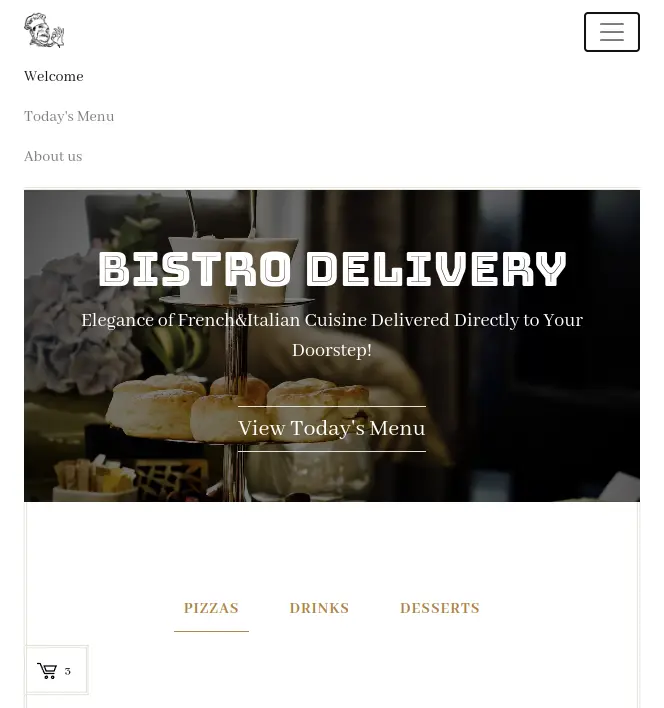 Welcome
Today's Menu
About us
BISTRO DELIVERY
Elegance of French&Italian Cuisine Delivered Directly to Your
Doorstep!
View Today's Menu
PIZZAS DRINKS DESSERTS
3